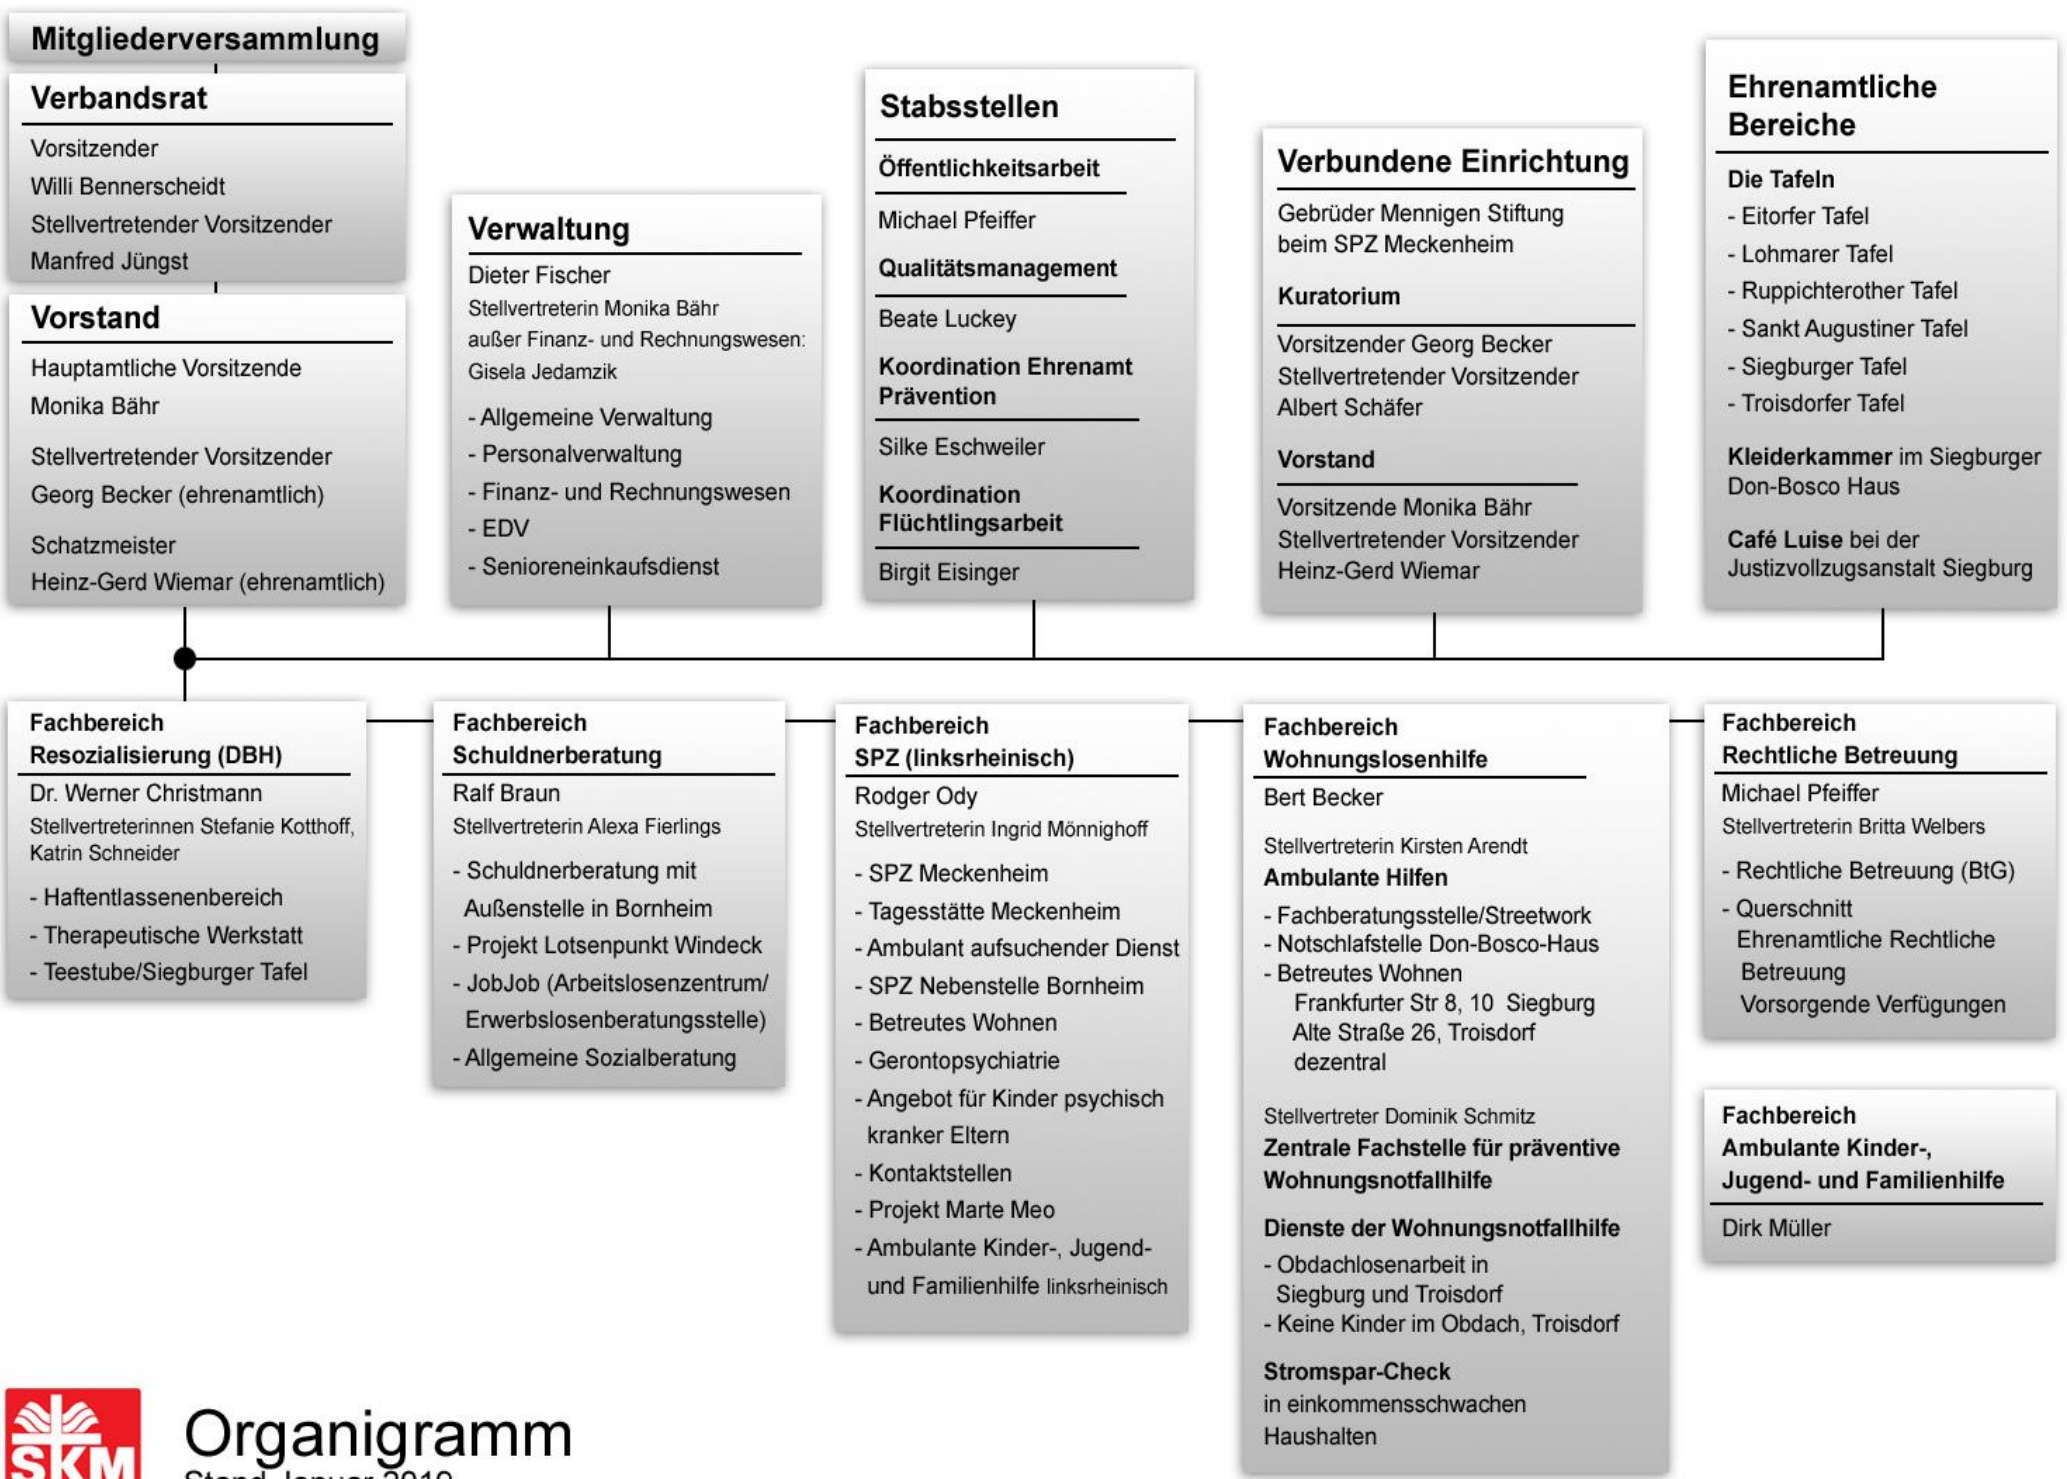 Mitgliederversammlung
Verbandsrat
Vorsitzender
Willi Bennerscheidt
Stellvertretender Vorsitzender
Manfred Jüngst
Vorstand
Hauptamtliche Vorsitzende
Monika Bähr
Stellvertretender Vorsitzender
Georg Becker (ehrenamtlich)
Schatzmeister
Heinz-Gerd Wiemar (ehrenamtlich)
Verwaltung
Dieter Fischer
Stellvertreterin Monika Bähr
außer Finanz- und Rechnungswesen:
Gisela Jedamzik
- Allgemeine Verwaltung
- Personalverwaltung
- Finanz- und Rechnungswesen
- EDV
- Senioreneinkaufsdienst
Stabsstellen
Öffentlichkeitsarbeit
Michael Pfeiffer
Qualitätsmanagement
Beate Luckey
Koordination Ehrenamt
Prävention
Silke Eschweiler
Koordination
Flüchtlingsarbeit
Birgit Eisinger
Verbundene Einrichtung
Gebrüder Mennigen Stiftung
beim SPZ Meckenheim
Kuratorium
Vorsitzender Georg Becker
Stellvertretender Vorsitzender
Albert Schäfer
Vorstand
Vorsitzende Monika Bähr
Stellvertretender Vorsitzender
Heinz-Gerd Wiemar
Ehrenamtliche
Bereiche
Die Tafeln
- Eitorfer Tafel
- Lohmarer Tafel
- Ruppichterother Tafel
- Sankt Augustiner Tafel
- Siegburger Tafel
- Troisdorfer Tafel
Kleiderkammer im Siegburger
Don-Bosco Haus
Café Luise bei der
Justizvollzugsanstalt Siegburg
Fachbereich
Resozialisierung (DBH)
Dr. Werner Christmann
Stellvertreterinnen Stefanie Kotthoff,
Katrin Schneider
- Haftentlassenenbereich
- Therapeutische Werkstatt
- Teestube/Siegburger Tafel
Fachbereich
Schuldnerberatung
Ralf Braun
Stellvertreterin Alexa Fierlings
- Schuldnerberatung mit
Außenstelle in Bornheim
- Projekt Lotsenpunkt Windeck
- JobJob (Arbeitslosenzentrum/
Erwerbslosenberatungsstelle)
- Allgemeine Sozialberatung
Fachbereich
SPZ (linksrheinisch)
Rodger Ody
Stellvertreterin Ingrid Mönnighoff
- SPZ Meckenheim
- Tagesstätte Meckenheim
- Ambulant aufsuchender Dienst
- SPZ Nebenstelle Bornheim
- Betreutes Wohnen
- Gerontopsychiatrie
- Angebot für Kinder psychisch
kranker Eltern
- Kontaktstellen
- Projekt Marte Meo
- Ambulante Kinder-, Jugend-
und Familienhilfe linksrheinisch
Fachbereich
Wohnungslosenhilfe
Bert Becker
Stellvertreterin Kirsten Arendt
Ambulante Hilfen
- Fachberatungsstelle/Streetwork
- Notschlafstelle Don-Bosco-Haus
- Betreutes Wohnen
Frankfurter Str 8, 10 Siegburg
Alte Straße 26, Troisdorf
dezentral
Stellvertreter Dominik Schmitz
Zentrale Fachstelle für präventive
Wohnungsnotfallhilfe
Dienste der Wohnungsnotfallhilfe
- Obdachlosenarbeit in
Siegburg und Troisdorf
- Keine Kinder im Obdach, Troisdorf
Stromspar-Check
in einkommensschwachen
Haushalten
Fachbereich
Rechtliche Betreuung
Michael Pfeiffer
Stellvertreterin Britta Welbers
- Rechtliche Betreuung (BtG)
- Querschnitt
Ehrenamtliche Rechtliche
Betreuung
Vorsorgende Verfügungen
Fachbereich
Ambulante Kinder-,
Jugend- und Familienhilfe
Dirk Müller
SKM
Organigramm
Stand Januar 2019